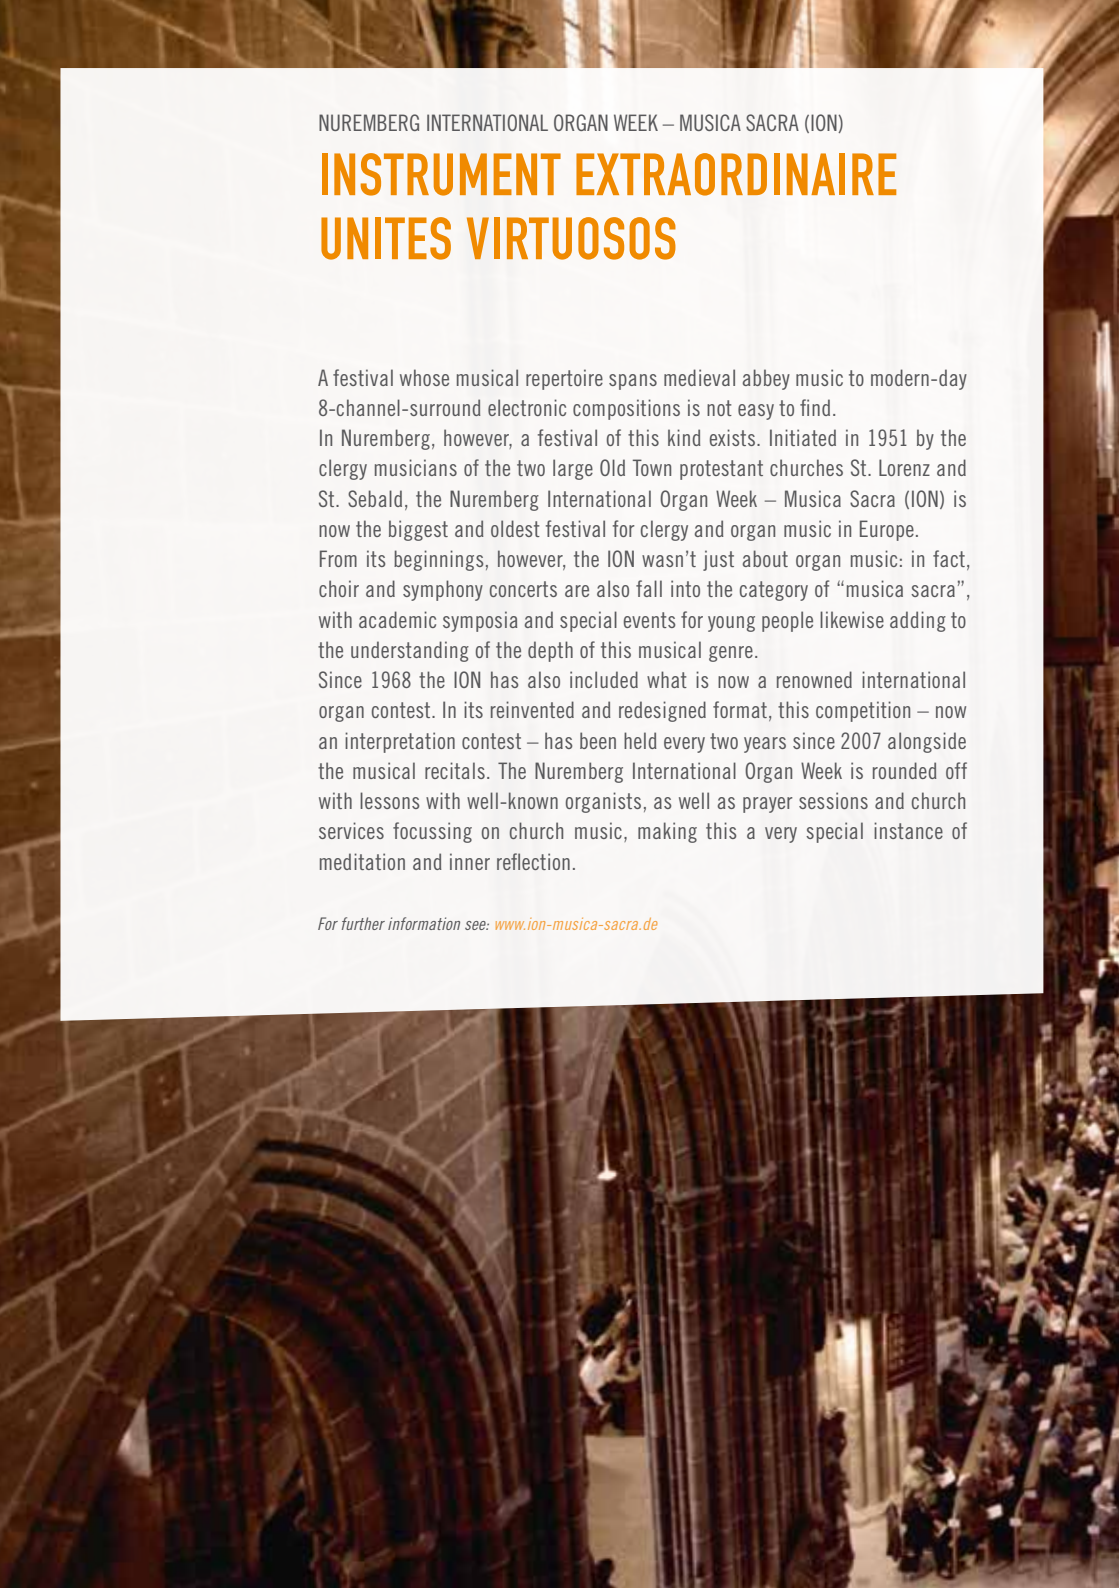 NUREMBERG INTERNATIONAL ORGAN WEEK – MUSICA SACRA (ION)
INSTRUMENT EXTRAORDINAIRE
UNITES VIRTUOSOS
A festival whose musical repertoire spans medieval abbey music to modern-day
8-channel-surround electronic compositions is not easy to find.
In Nuremberg, however, a festival of this kind exists. Initiated in 1951 by the
clergy musicians of the two large Old Town protestant churches St. Lorenz and
St. Sebald, the Nuremberg International Organ Week – Musica Sacra (ION) is
now the biggest and oldest festival for clergy and organ music in Europe.
From its beginnings, however, the ION wasn’t just about organ music: in fact,
choir and symphony concerts are also fall into the category of “musica sacra”,
with academic symposia and special events for young people likewise adding to
the understanding of the depth of this musical genre.
Since 1968 the ION has also included what is now a renowned international
organ contest. In its reinvented and redesigned format, this competition – now
an interpretation contest – has been held every two years since 2007 alongside
the musical recitals. The Nuremberg International Organ Week is rounded off
with lessons with well-known organists, as well as prayer sessions and church
services focussing on church music, making this a very special instance of
meditation and inner reflection.
For further information see: www.ion-musica-sacra.de